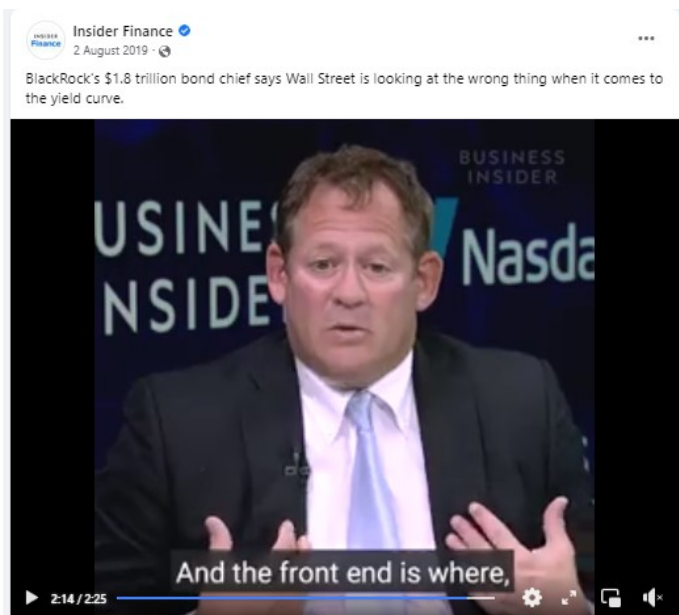 INSIDER
Finance
Insider Finance
2 August 2019 ·
BlackRock's $1.8 trillion bond chief says Wall Street is looking at the wrong thing when it comes to
the yield curve.
BUSINESS
INSIDER
USINE
NSIDE
Nasda
And the front end is where,
2:14 / 2:25